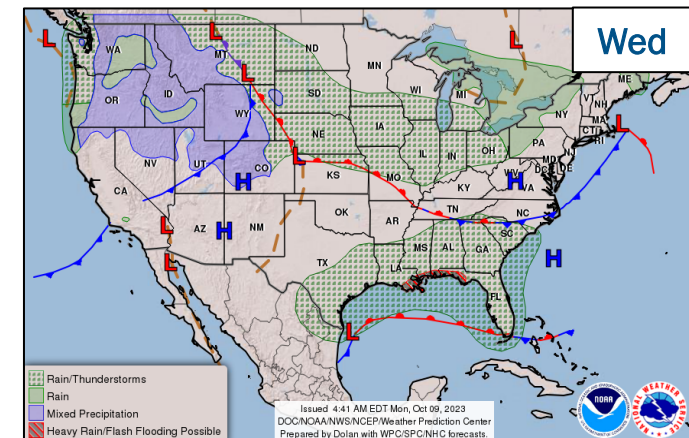 Wed
L
L
L
L
L
L
L
L
L
H
H
H
H
WA
MT
ND
MN
ME
OR
ID
WY
SD
WI
MI
VT
NH
NY
MA
CT
RI
NE
IA
IL
IN
OH
PA
NJ
MD
DE
DC
NV
UT
CO
KS
MO
KY
WV
VA
CA
AZ
NM
OK
AR
TN
NC
SC
TX
LA
MS
AL
GA
FL
Rain/Thunderstorms
Rain
Mixed Precipitation
Heavy Rain/Flash Flooding Possible
Issued 4:41 AM EDT Mon, Oct 09, 2023
DOC/NOAA/NWS/NCEP/Weather Prediction Center
Prepared by Dolan with WPC/SPC/NHC forecasts.
NOAA
NATIONAL WEATHER SERVICE